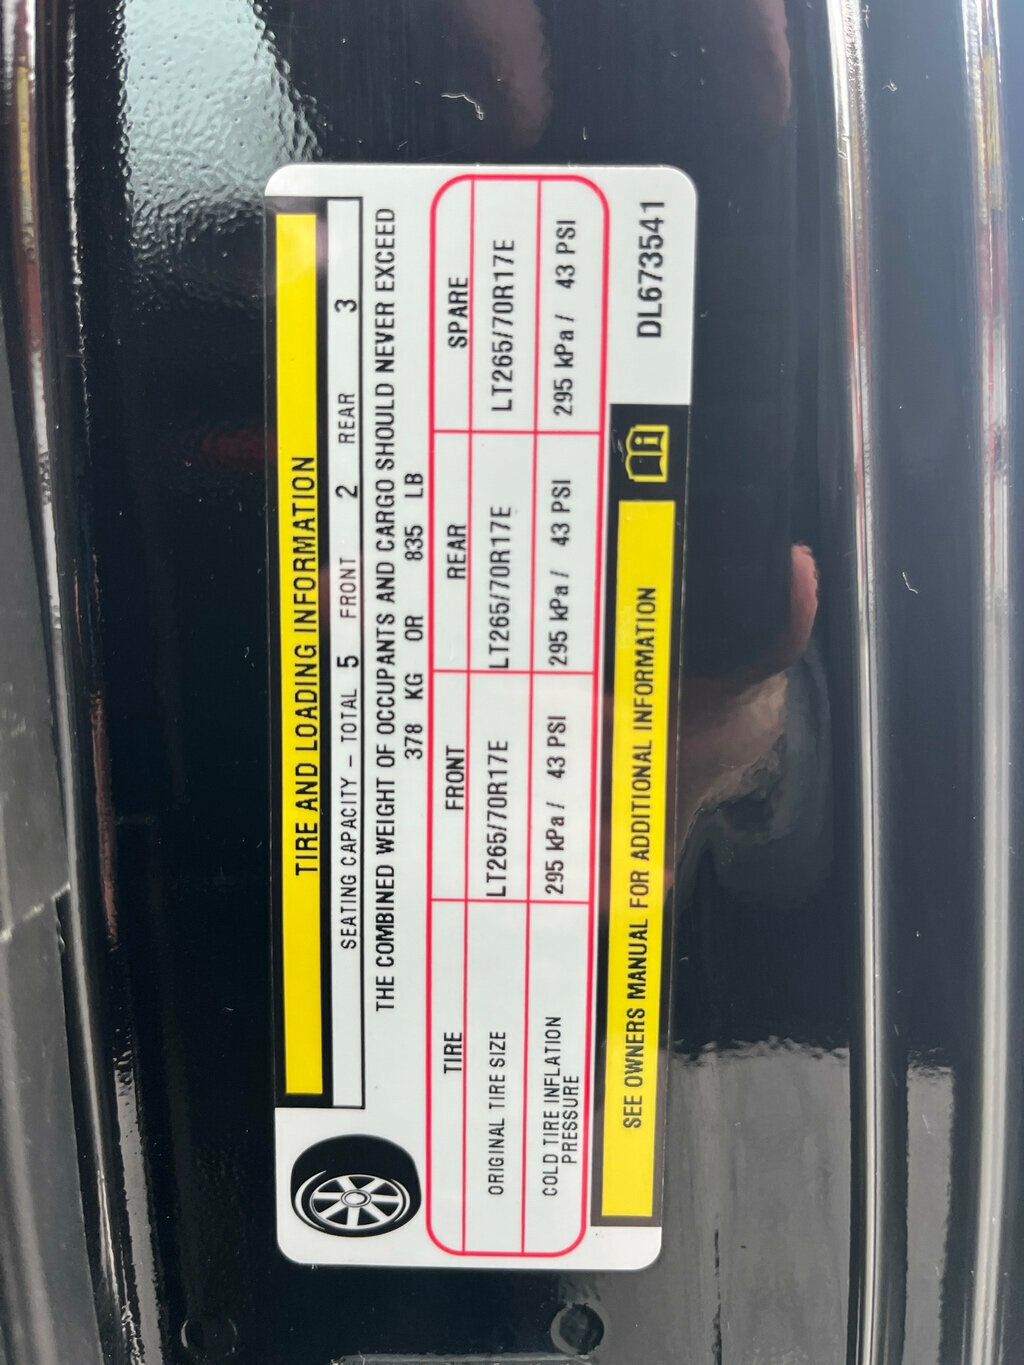 TIRE AND LOADING INFORMATION
SEATING CAPACITY - TOTAL 5 FRONT 2 REAR 3
THE COMBINED WEIGHT OF OCCUPANTS AND CARGO SHOULD NEVER EXCEED
378 KG OR 835 LB
TIRE FRONT REAR SPARE
ORIGINAL TIRE SIZE LT265/70R17E LT265/70R17E LT265/70R17E
COLD TIRE INFLATION
PRESSURE 295 kPa / 43 PSI 295 kPa / 43 PSI 295 kPa / 43 PSI
SEE OWNERS MANUAL FOR ADDITIONAL INFORMATION
DL673541